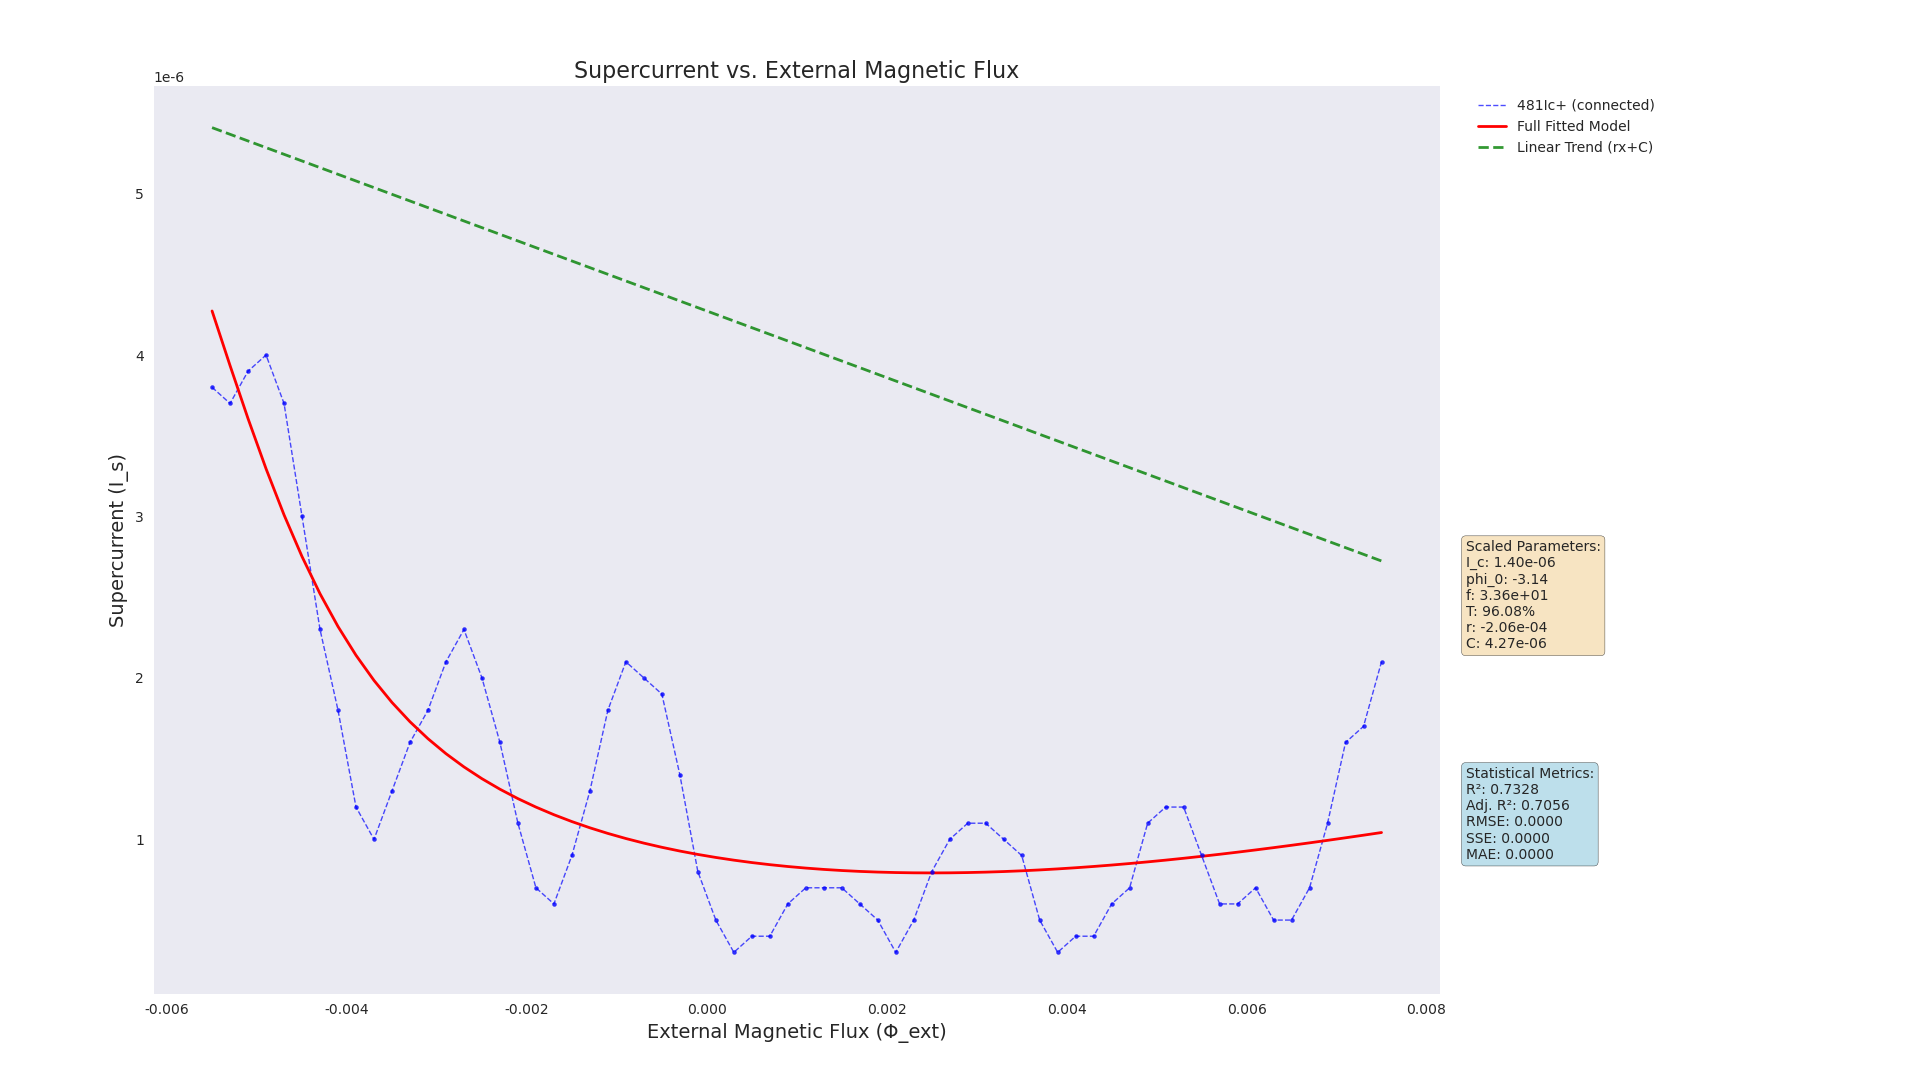 Supercurrent vs. External Magnetic Flux
1e-6
5
4
3
2
1
Supercurrent (I_s)
-0.006
-0.004
-0.002
0.000
0.002
0.004
0.006
0.008
External Magnetic Flux (Φ_ext)
481Ic+ (connected)
Full Fitted Model
Linear Trend (rx+C)
Scaled Parameters:
I_c: 1.40e-06
phi_0: -3.14
f: 3.36e+01
T: 96.08%
r: -2.06e-04
C: 4.27e-06
Statistical Metrics:
R²: 0.7328
Adj. R²: 0.7056
RMSE: 0.0000
SSE: 0.0000
MAE: 0.0000